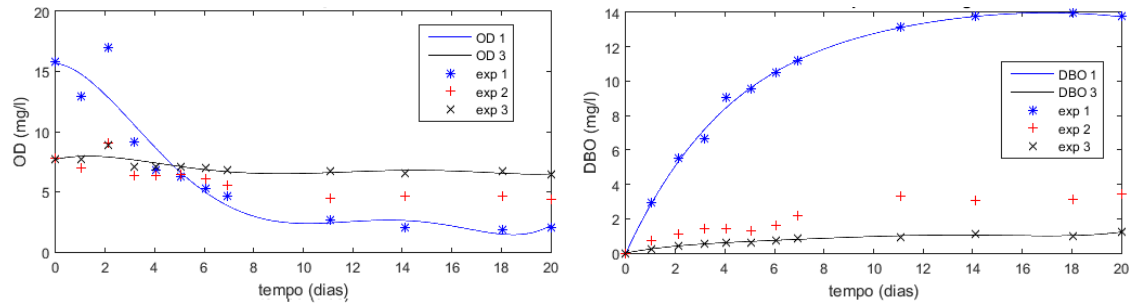 20
15
10
5
0
OD (mg/l)
OD 1
OD 3
exp 1
exp 2
exp 3
0 2 4 6 8 10 12 14 16 18 20
tempo (dias)
14
12
10
8
6
4
2
0
DBO (mg/l)
DBO 1
DBO 3
exp 1
exp 2
exp 3
0 2 4 6 8 10 12 14 16 18 20
tempo (dias)